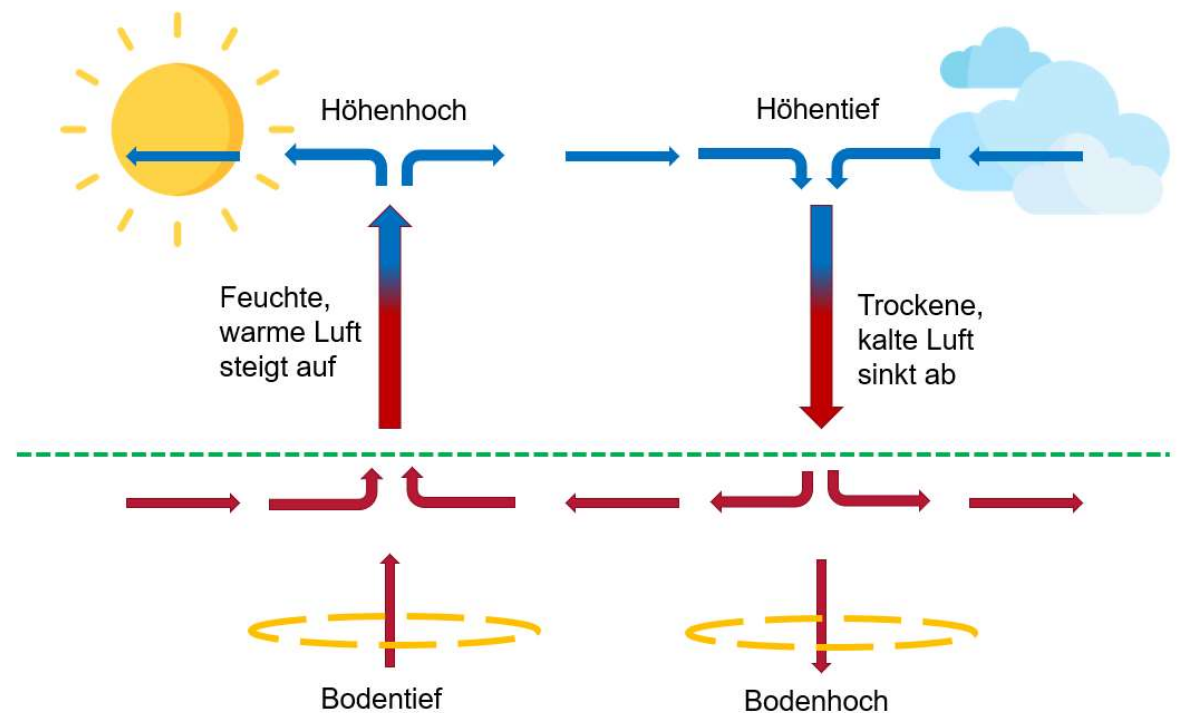 Höhenhoch
Höhentief
Feuchte,
warme Luft
steigt auf
Trockene,
kalte Luft
sinkt ab
Bodentief
Bodenhoch